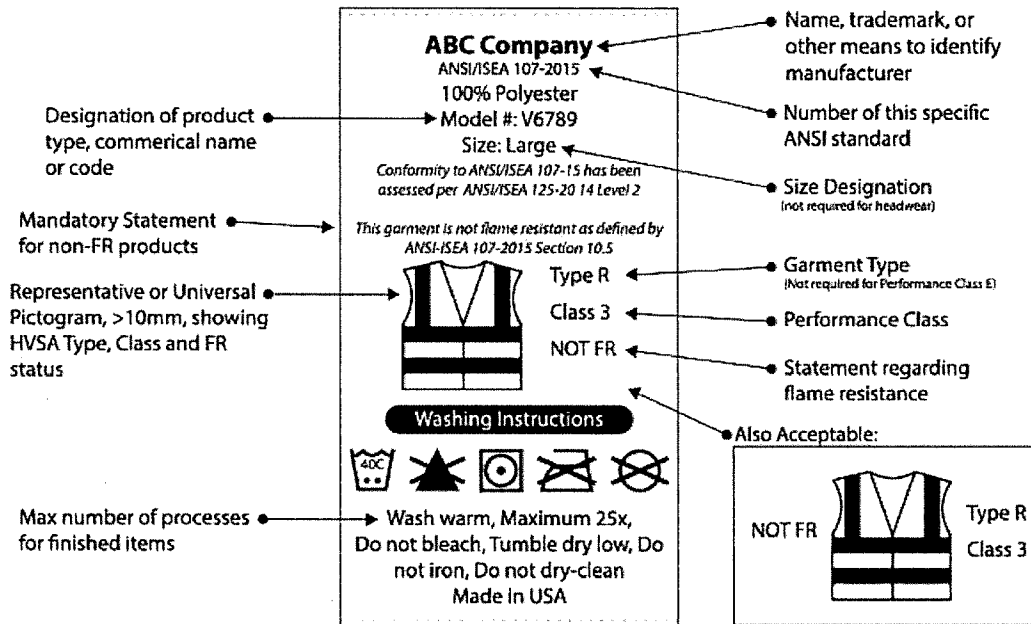 ABC Company
ANSI/ISEA 107-2015
100% Polyester
Model #: V6789
Size: Large
Conformity to ANSI/ISEA 107-15 has been
assessed per ANSI/ISEA 125-20 14 Level 2
This garment is not flame resistant as defined by
ANSI-ISEA 107-2015 Section 10.5
Type R
Class 3
NOT FR
Washing Instructions
40C
Wash warm, Maximum 25x,
Do not bleach, Tumble dry low, Do
not iron, Do not dry-clean
Made in USA
Designation of product
type, commerical name
or code
Mandatory Statement
for non-FR products
Representative or Universal
Pictogram, >10mm, showing
HVSA Type, Class and FR
status
Max number of processes
for finished items
Name, trademark, or
other means to identify
manufacturer
Number of this specific
ANSI standard
Size Designation
(not required for headwear)
Garment Type
(Not required for Performance Class E)
Performance Class
Statement regarding
flame resistance
Also Acceptable:
NOT FR
Type R
Class 3